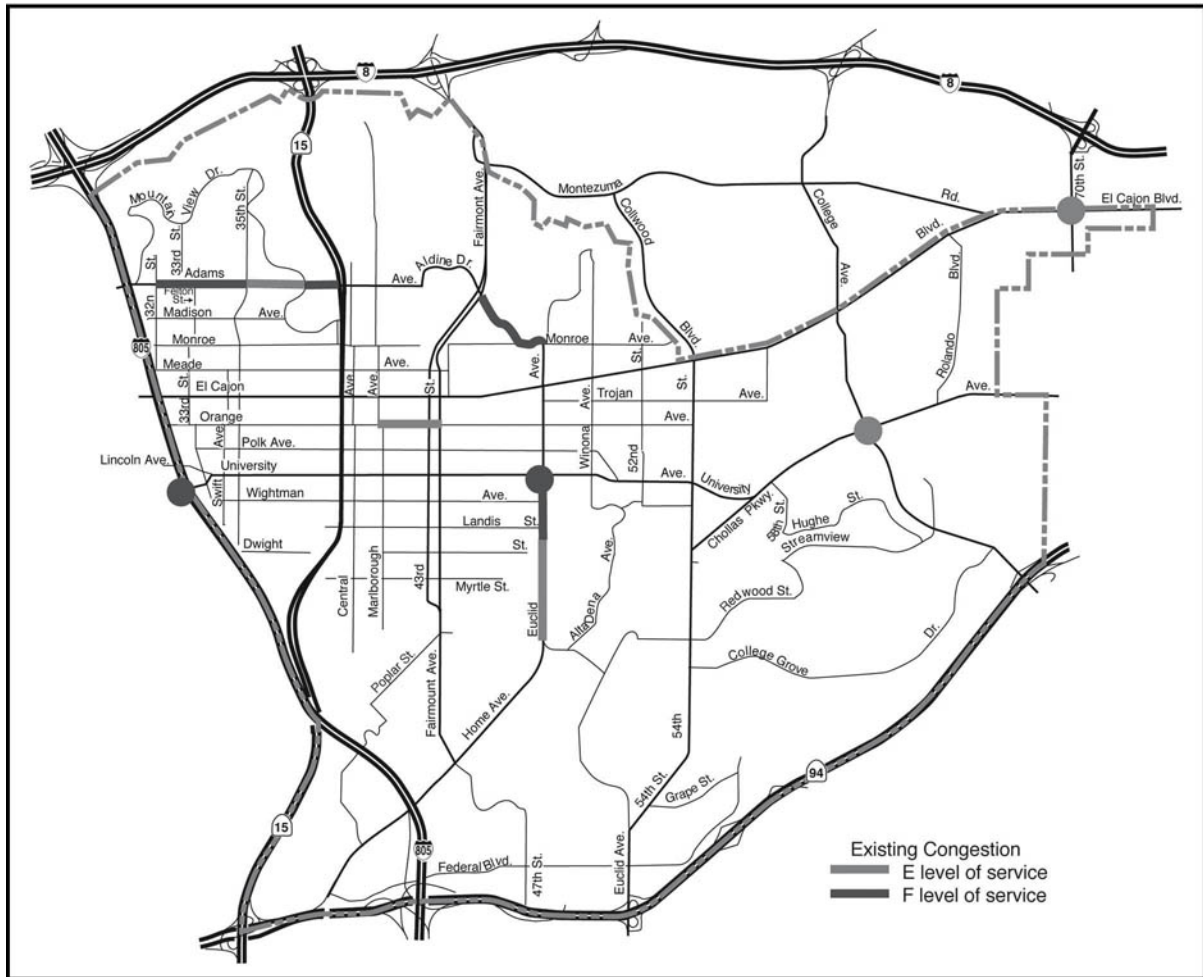 8
8
15
70th St.
El Cajon Blvd.
Mountain
View Dr.
33rd St.
35th St.
Fairmont Ave.
Montezuma
Rd.
Collwood
Blvd.
College
Ave.
Blvd.
Rolando
Blvd.
Adams
Ave.
Aldine Dr.
Felton
St.
32n
St.
Madison
Ave.
Monroe
Ave.
Monroe
Ave.
805
Meade
Ave.
33rd
St.
El Cajon
Ave.
Ave.
St.
Ave.
Trojan
Ave.
St.
St.
Ave.
Orange
Ave.
Ave.
Polk Ave.
Ave.
Winona
52nd
Lincoln Ave.
University
Ave.
University
Swift
Wightman
Ave.
Chollas Pkwy.
58th St.
Hughe
St.
Streamview
Landis
St.
Dwight
St.
Ave.
Central
Marlborough
43rd
Myrtle St.
Euclid
AltaDena
Redwood St.
Dr.
College Grove
Poplar St.
Fairmount Ave.
Home Ave.
54th
54th St.
Grape St.
94
15
805
Federal Blvd.
47th St.
Euclid Ave.
Existing Congestion
E level of service
F level of service